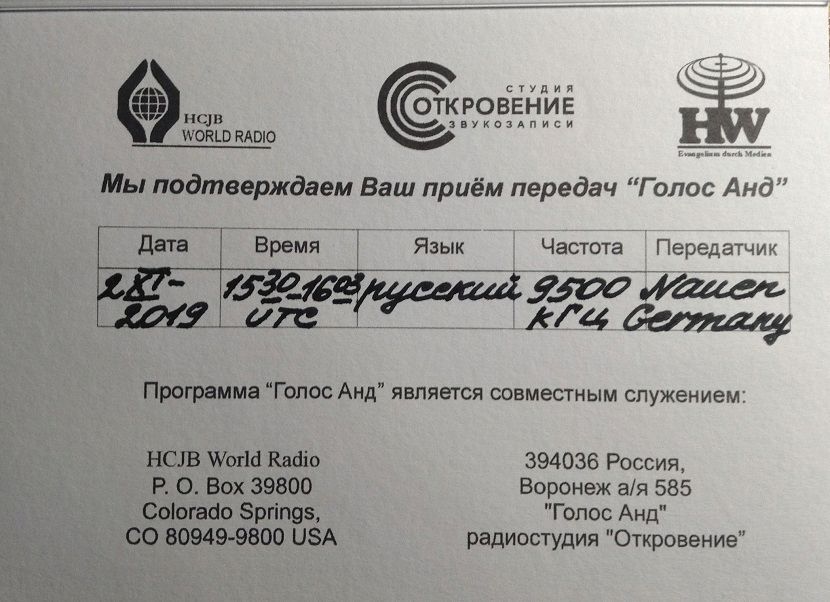 HCJB
WORLD RADIO
СТУДИЯ
ОТКРОВЕНИЕ
ЗВУКОЗАПИСИ
HW
Evangelium durch Medien
Мы подтверждаем Ваш приём передач “Голос Анд”
Дата Время Язык Частота Передатчик
2 XI- 15 30-16 03 русский 9500 Nauen
2019 UTC кГц Germany
Программа “Голос Анд” является совместным служением:
HCJB World Radio
P. O. Box 39800
Colorado Springs,
CO 80949-9800 USA
394036 Россия,
Воронеж а/я 585
"Голос Анд"
радиостудия "Откровение”